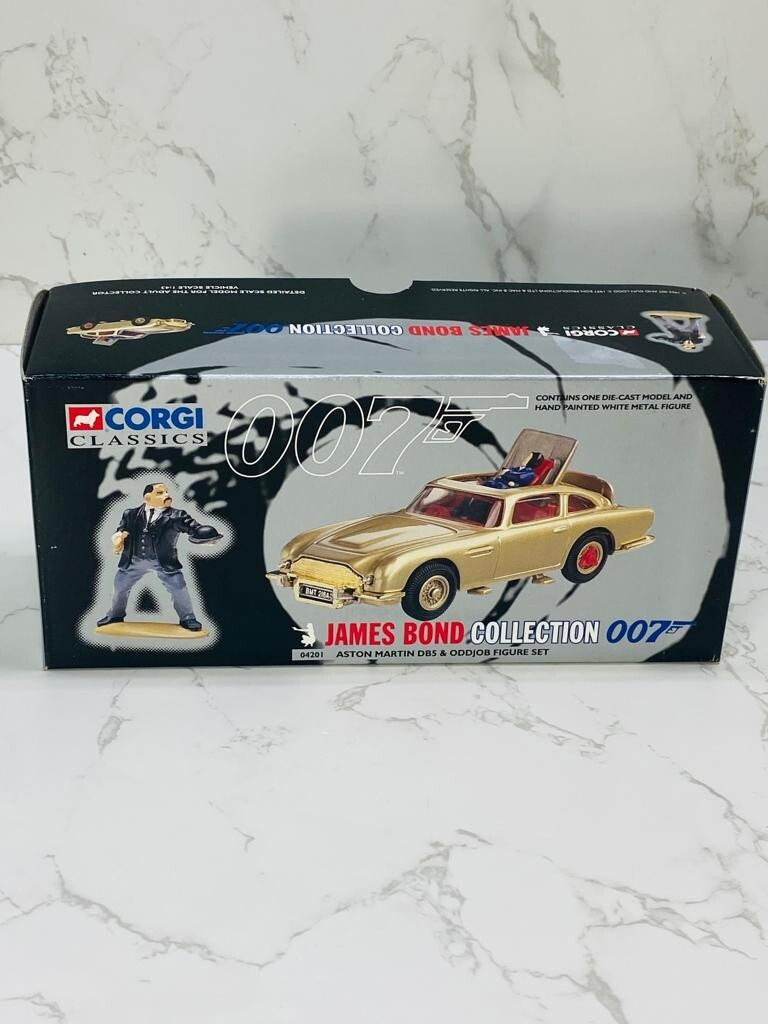 DETAILED SCALE MODEL FOR THE ADULT COLLECTOR
VEHICLE SCALE 1:43
JAMES BOND COLLECTION 007
CORGI
CLASSICS
CORGI
CLASSICS
007
TM
CONTAINS ONE DIE-CAST MODEL AND
HAND PAINTED WHITE METAL FIGURE
BMT 216A
JAMES BOND COLLECTION 007
04201 ASTON MARTIN DB5 & ODDJOB FIGURE SET